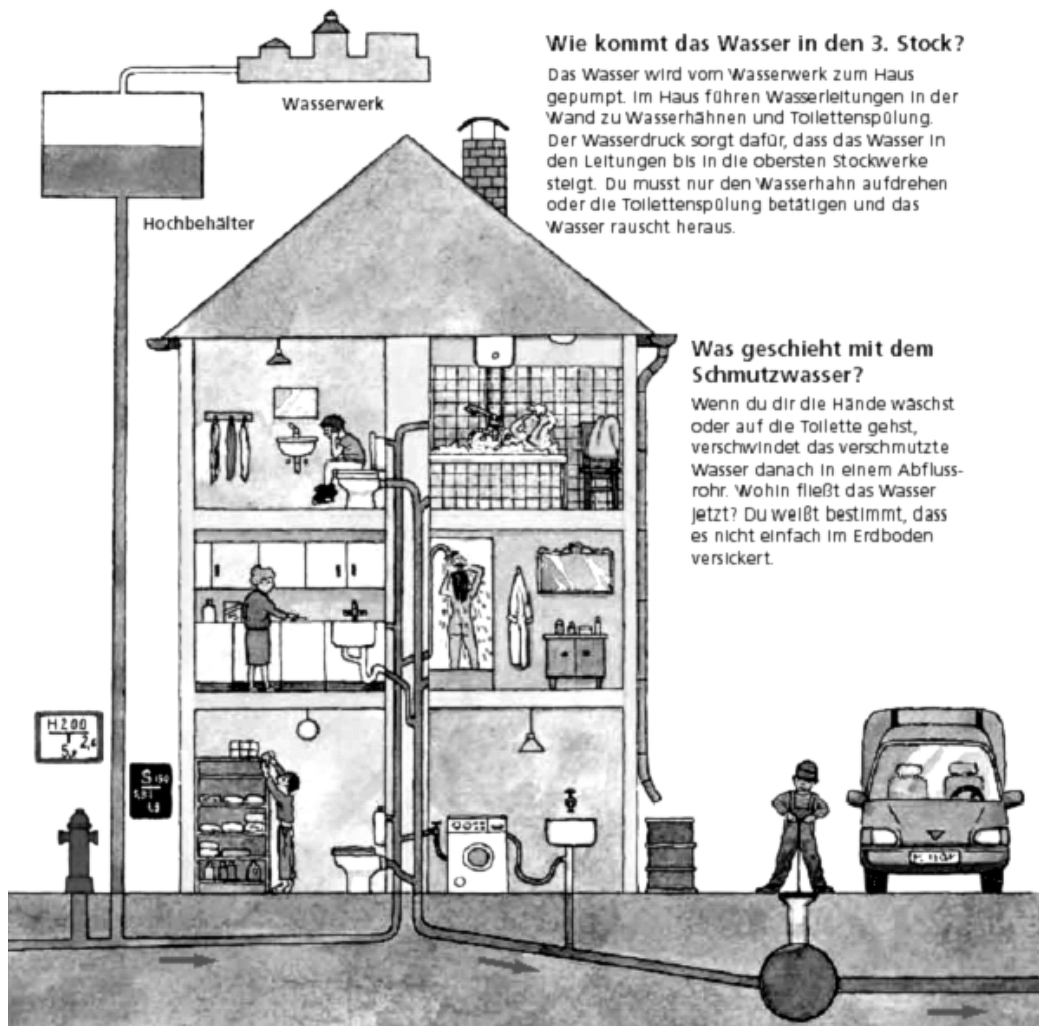 Wie kommt das Wasser in den 3. Stock?
Das Wasser wird vom Wasserwerk zum Haus
gepumpt. Im Haus führen Wasserleitungen in der
Wand zu Wasserhähnen und Toilettenspülung.
Der Wasserdruck sorgt dafür, dass das Wasser in
den Leitungen bis in die obersten Stockwerke
steigt. Du musst nur den Wasserhahn aufdrehen
oder die Toilettenspülung betätigen und das
Wasser rauscht heraus.
Wasserwerk
Hochbehälter
Was geschieht mit dem
Schmutzwasser?
Wenn du dir die Hände wäschst
oder auf die Toilette gehst,
verschwindet das verschmutzte
Wasser danach in einem Abfluss-
rohr. Wohin fließt das Wasser
jetzt? Du weißt bestimmt, dass
es nicht einfach im Erdboden
versickert.
H 200
S 150